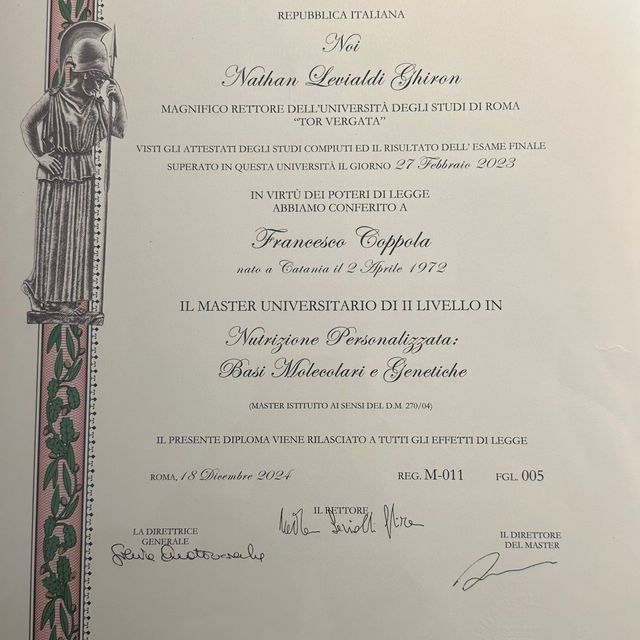 REPUBBLICA ITALIANA
Noi
Nathan Levialdi Ghiron
MAGNIFICO RETTORE DELL'UNIVERSITÀ DEGLI STUDI DI ROMA
"TOR VERGATA"
VISTI GLI ATTESTATI DEGLI STUDI COMPIUTI ED IL RISULTATO DELL' ESAME FINALE
SUPERATO IN QUESTA UNIVERSITÀ IL GIORNO 27 Febbraio 2023
IN VIRTÙ DEI POTERI DI LEGGE
ABBIAMO CONFERITO A
Francesco Coppola
nato a Catania il 2 Aprile 1972
IL MASTER UNIVERSITARIO DI II LIVELLO IN
Nutrizione Personalizzata:
Basi Molecolari e Genetiche
(MASTER ISTITUITO AI SENSI DEL D.M. 270/04)
IL PRESENTE DIPLOMA VIENE RILASCIATO A TUTTI GLI EFFETTI DI LEGGE
ROMA, 18 Dicembre 2024 REG. M-011 FGL. 005
IL RETTORE
LA DIRETTRICE
GENERALE
IL DIRETTORE
DEL MASTER